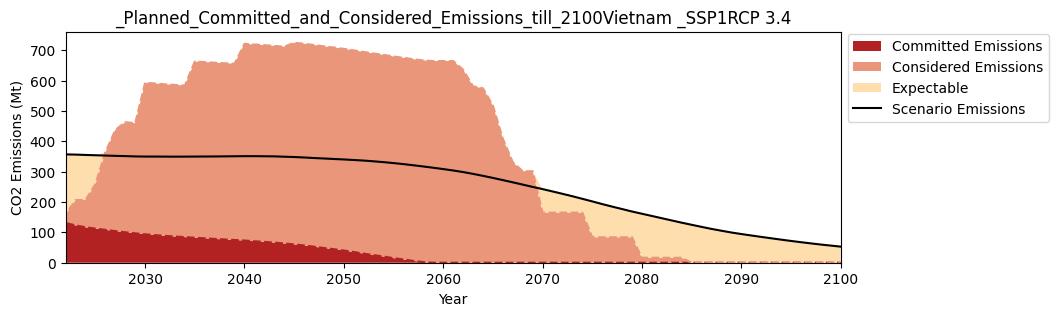 _Planned_Committed_and_Considered_Emissions_till_2100Vietnam _SSP1RCP 3.4
700
600
500
400
300
200
100
0
CO2 Emissions (Mt)
2030
2040
2050
2060
2070
2080
2090
2100
Year
Committed Emissions
Considered Emissions
Expectable
Scenario Emissions